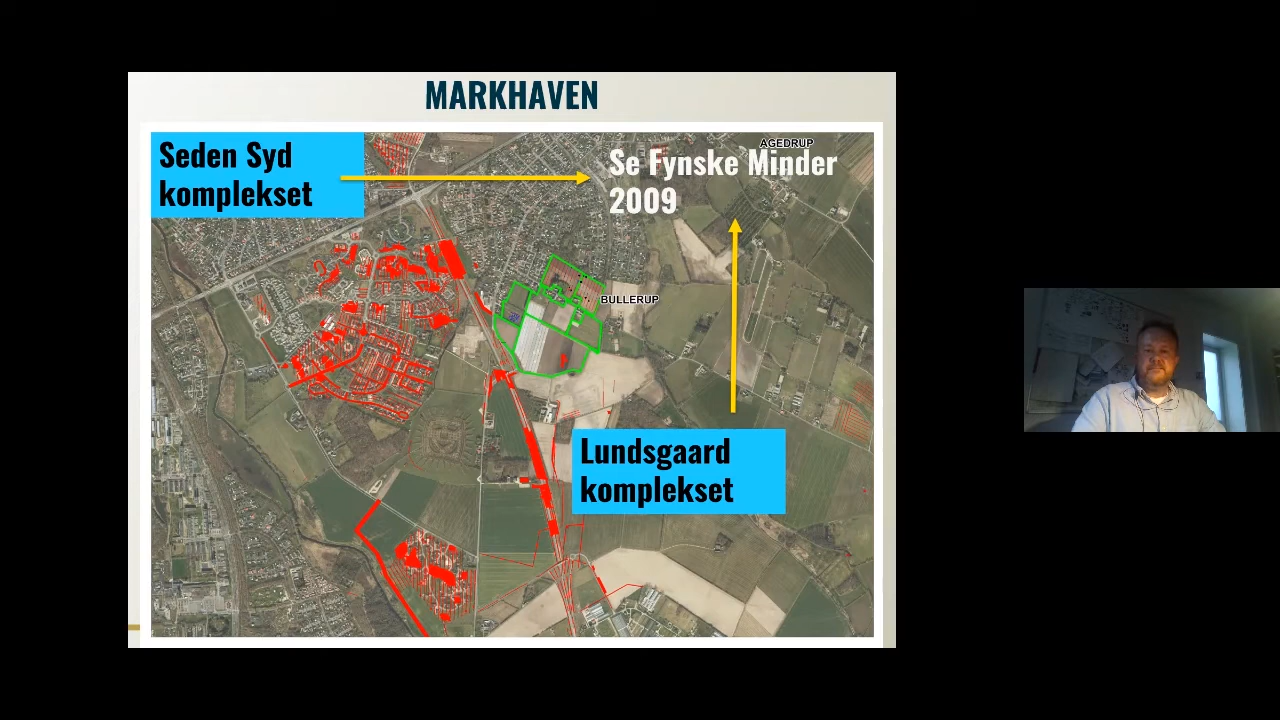 MARKHAVEN
Seden Syd
komplekset
AGEDRUP
Se Fynske Minder
2009
BULLERUP
Lundsgaard
komplekset